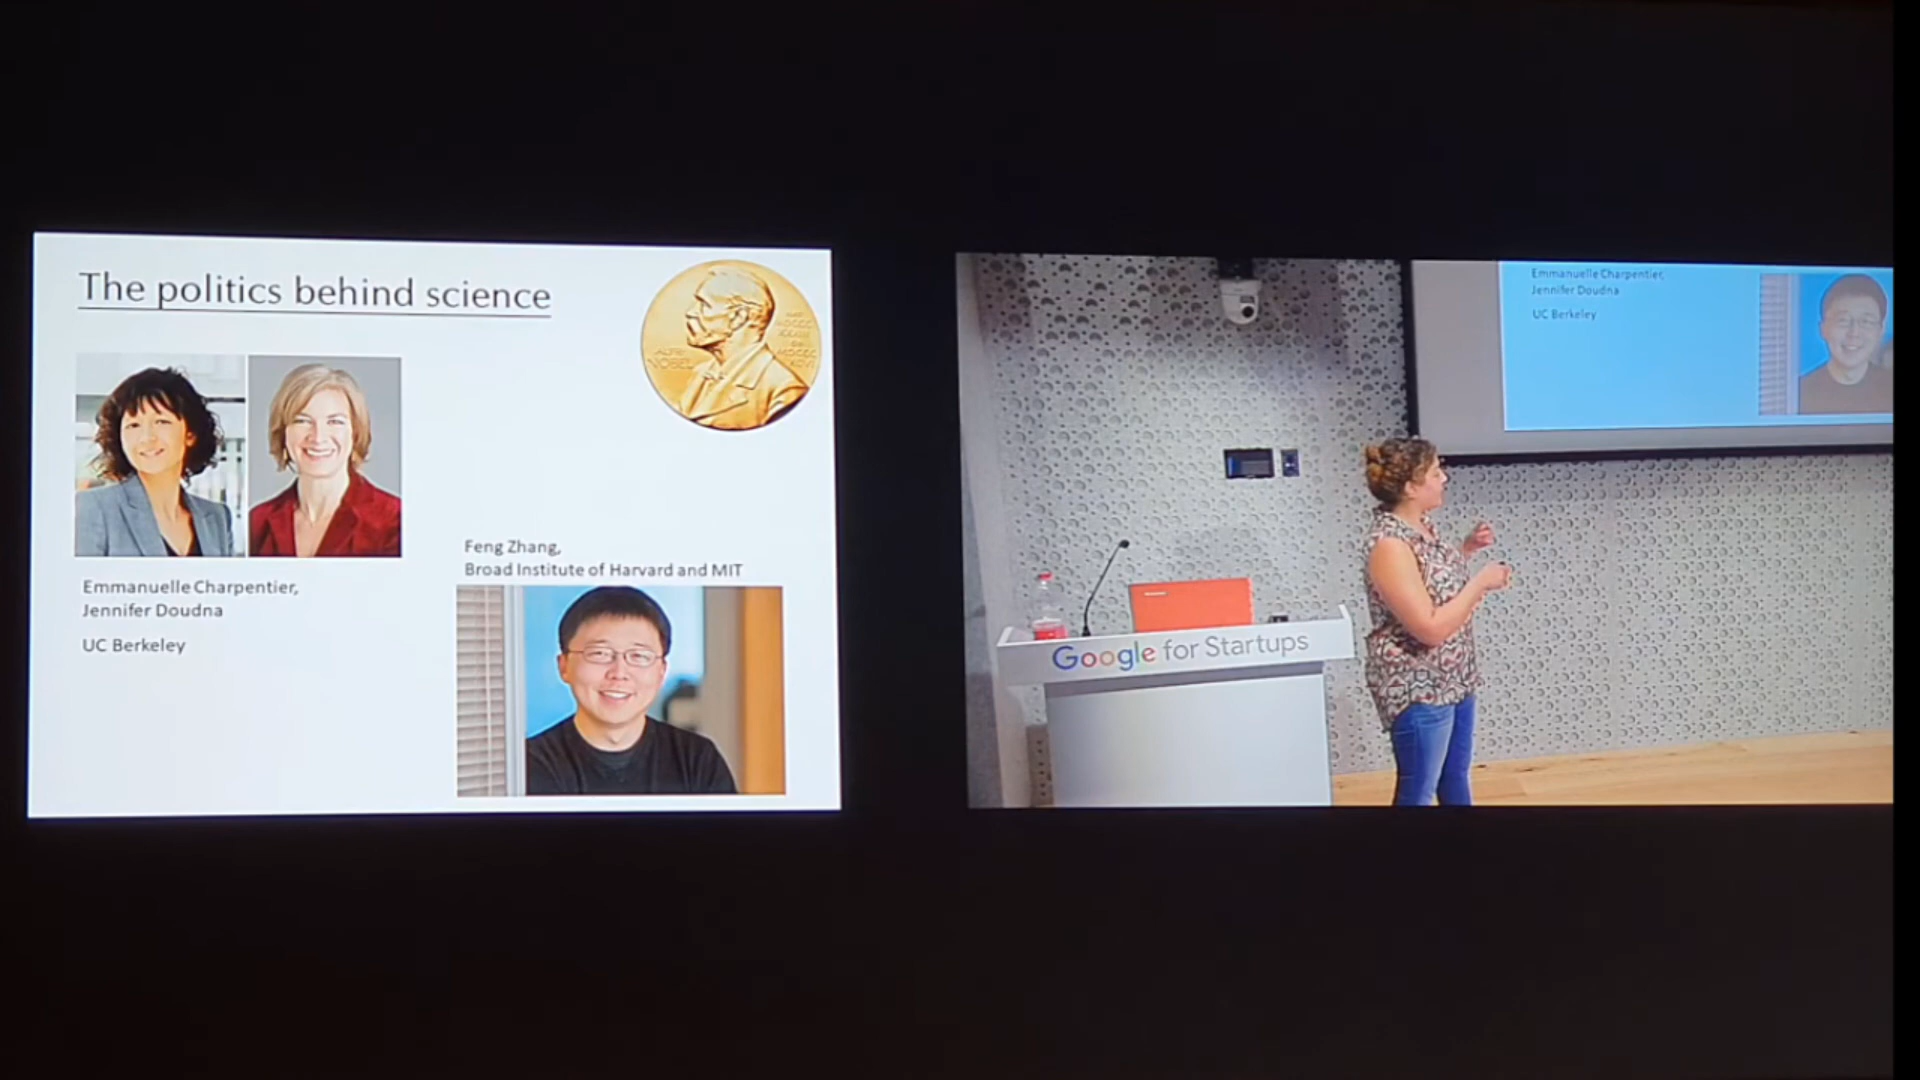 The politics behind science
Emmanuelle Charpentier,
Jennifer Doudna
UC Berkeley
Feng Zhang,
Broad Institute of Harvard and MIT
Emmanuelle Charpentier,
Jennifer Doudna
UC Berkeley
Google for Startups